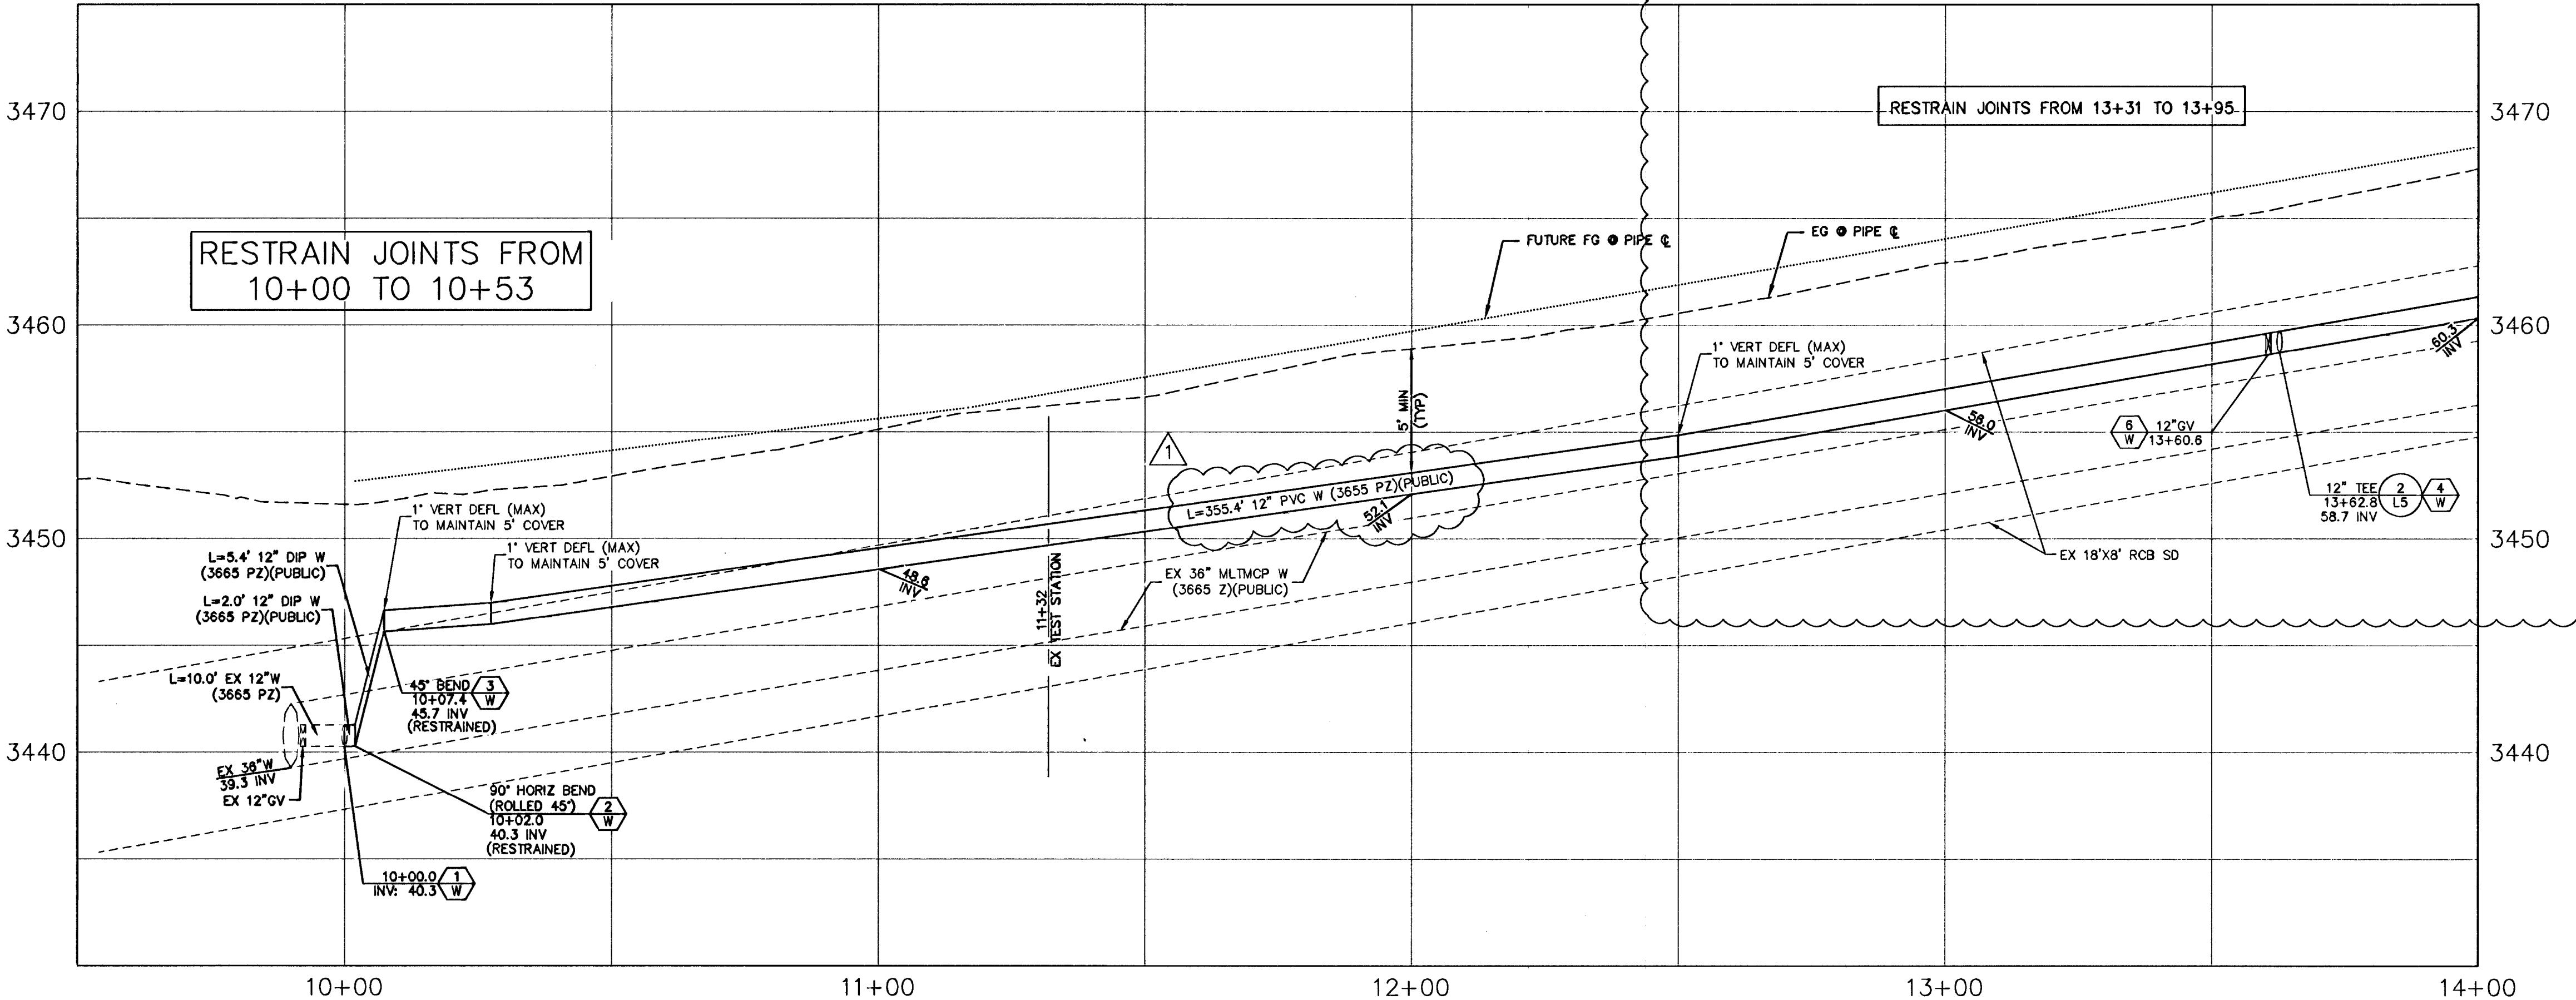 3470
3470
RESTRAIN JOINTS FROM 13+31 TO 13+95
RESTRAIN JOINTS FROM
10+00 TO 10+53
FUTURE FG @ PIPE ℄
EG @ PIPE ℄
3460
3460
1° VERT DEFL (MAX)
TO MAINTAIN 5' COVER
60.3
INV
5' MIN
(TYP)
58.0
INV
6
W
12"GV
13+60.6
1
L=355.4' 12" PVC W (3655 PZ)(PUBLIC)
52.1
INV
12" TEE
13+62.8
58.7 INV
2
L5
4
W
1° VERT DEFL (MAX)
TO MAINTAIN 5' COVER
3450
3450
1° VERT DEFL (MAX)
TO MAINTAIN 5' COVER
L=5.4' 12" DIP W
(3665 PZ)(PUBLIC)
EX 18'X8' RCB SD
48.6
INV
EX 36" MLTMCP W
(3665 Z)(PUBLIC)
11+32
EX TEST STATION
L=2.0' 12" DIP W
(3665 PZ)(PUBLIC)
L=10.0' EX 12"W
(3665 PZ)
45° BEND
10+07.4
45.7 INV
(RESTRAINED)
3
W
3440
3440
EX 36"W
39.3 INV
EX 12"GV
90° HORIZ BEND
(ROLLED 45°)
10+02.0
40.3 INV
(RESTRAINED)
2
W
10+00.0
INV: 40.3
1
W
10+00
11+00
12+00
13+00
14+00